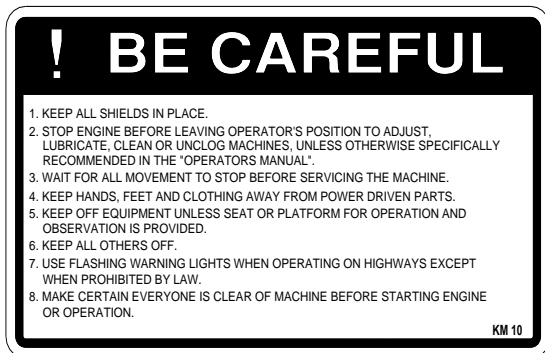 ! BE CAREFUL
1. KEEP ALL SHIELDS IN PLACE.
2. STOP ENGINE BEFORE LEAVING OPERATOR'S POSITION TO ADJUST,
LUBRICATE, CLEAN OR UNCLOG MACHINES, UNLESS OTHERWISE SPECIFICALLY
RECOMMENDED IN THE "OPERATORS MANUAL".
3. WAIT FOR ALL MOVEMENT TO STOP BEFORE SERVICING THE MACHINE.
4. KEEP HANDS, FEET AND CLOTHING AWAY FROM POWER DRIVEN PARTS.
5. KEEP OFF EQUIPMENT UNLESS SEAT OR PLATFORM FOR OPERATION AND
OBSERVATION IS PROVIDED.
6. KEEP ALL OTHERS OFF.
7. USE FLASHING WARNING LIGHTS WHEN OPERATING ON HIGHWAYS EXCEPT
WHEN PROHIBITED BY LAW.
8. MAKE CERTAIN EVERYONE IS CLEAR OF MACHINE BEFORE STARTING ENGINE
OR OPERATION.
KM 10